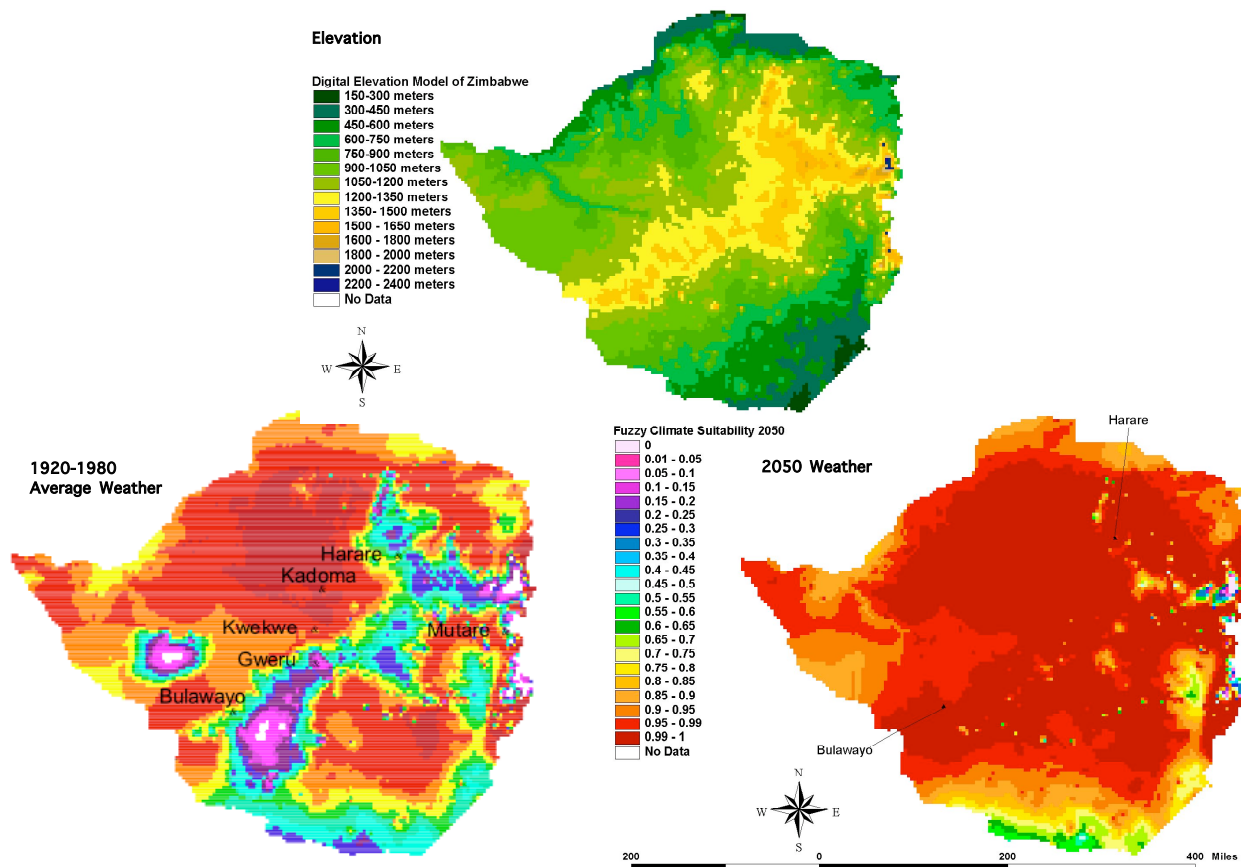 Elevation
Digital Elevation Model of Zimbabwe
150-300 meters
300-450 meters
450-600 meters
600-750 meters
750-900 meters
900-1050 meters
1050-1200 meters
1200-1350 meters
1350- 1500 meters
1500 - 1650 meters
1600 - 1800 meters
1800 - 2000 meters
2000 - 2200 meters
2200 - 2400 meters
No Data
N
W E
S
1920-1980
Average Weather
Harare
Kadoma
Kwekwe
Mutare
Gweru
Bulawayo
Fuzzy Climate Suitability 2050
0
0.01 - 0.05
0.05 - 0.1
0.1 - 0.15
0.15 - 0.2
0.2 - 0.25
0.25 - 0.3
0.3 - 0.35
0.35 - 0.4
0.4 - 0.45
0.45 - 0.5
0.5 - 0.55
0.55 - 0.6
0.6 - 0.65
0.65 - 0.7
0.7 - 0.75
0.75 - 0.8
0.8 - 0.85
0.85 - 0.9
0.9 - 0.95
0.95 - 0.99
0.99 - 1
No Data
2050 Weather
Harare
Bulawayo
N
W E
S
200 0 200 400 Miles